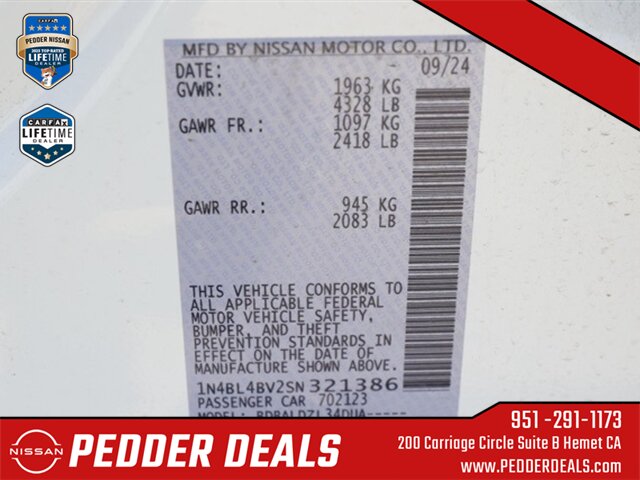 CARFAX
PEDDER NISSAN
2025 TOP-RATED
LIFETIME
DEALER
CARFAX
LIFETIME
DEALER
MFD BY NISSAN MOTOR CO., LTD.
DATE: 09/24
GVWR: 1963 KG
4328 LB
GAWR FR.: 1097 KG
2418 LB
GAWR RR.: 945 KG
2083 LB
THIS VEHICLE CONFORMS TO
ALL APPLICABLE FEDERAL
MOTOR VEHICLE SAFETY,
BUMPER, AND THEFT
PREVENTION STANDARDS IN EFFECT
ON THE DATE OF
MANUFACTURE SHOWN ABOVE.
1N4BL4BV2SN321386
PASSENGER CAR 702123
MODEL: BDBALDZL34DUA-----
NISSAN
PEDDER DEALS
951 -291-1173
200 Carriage Circle Suite B Hemet CA
www.PEDDERDEALS.com